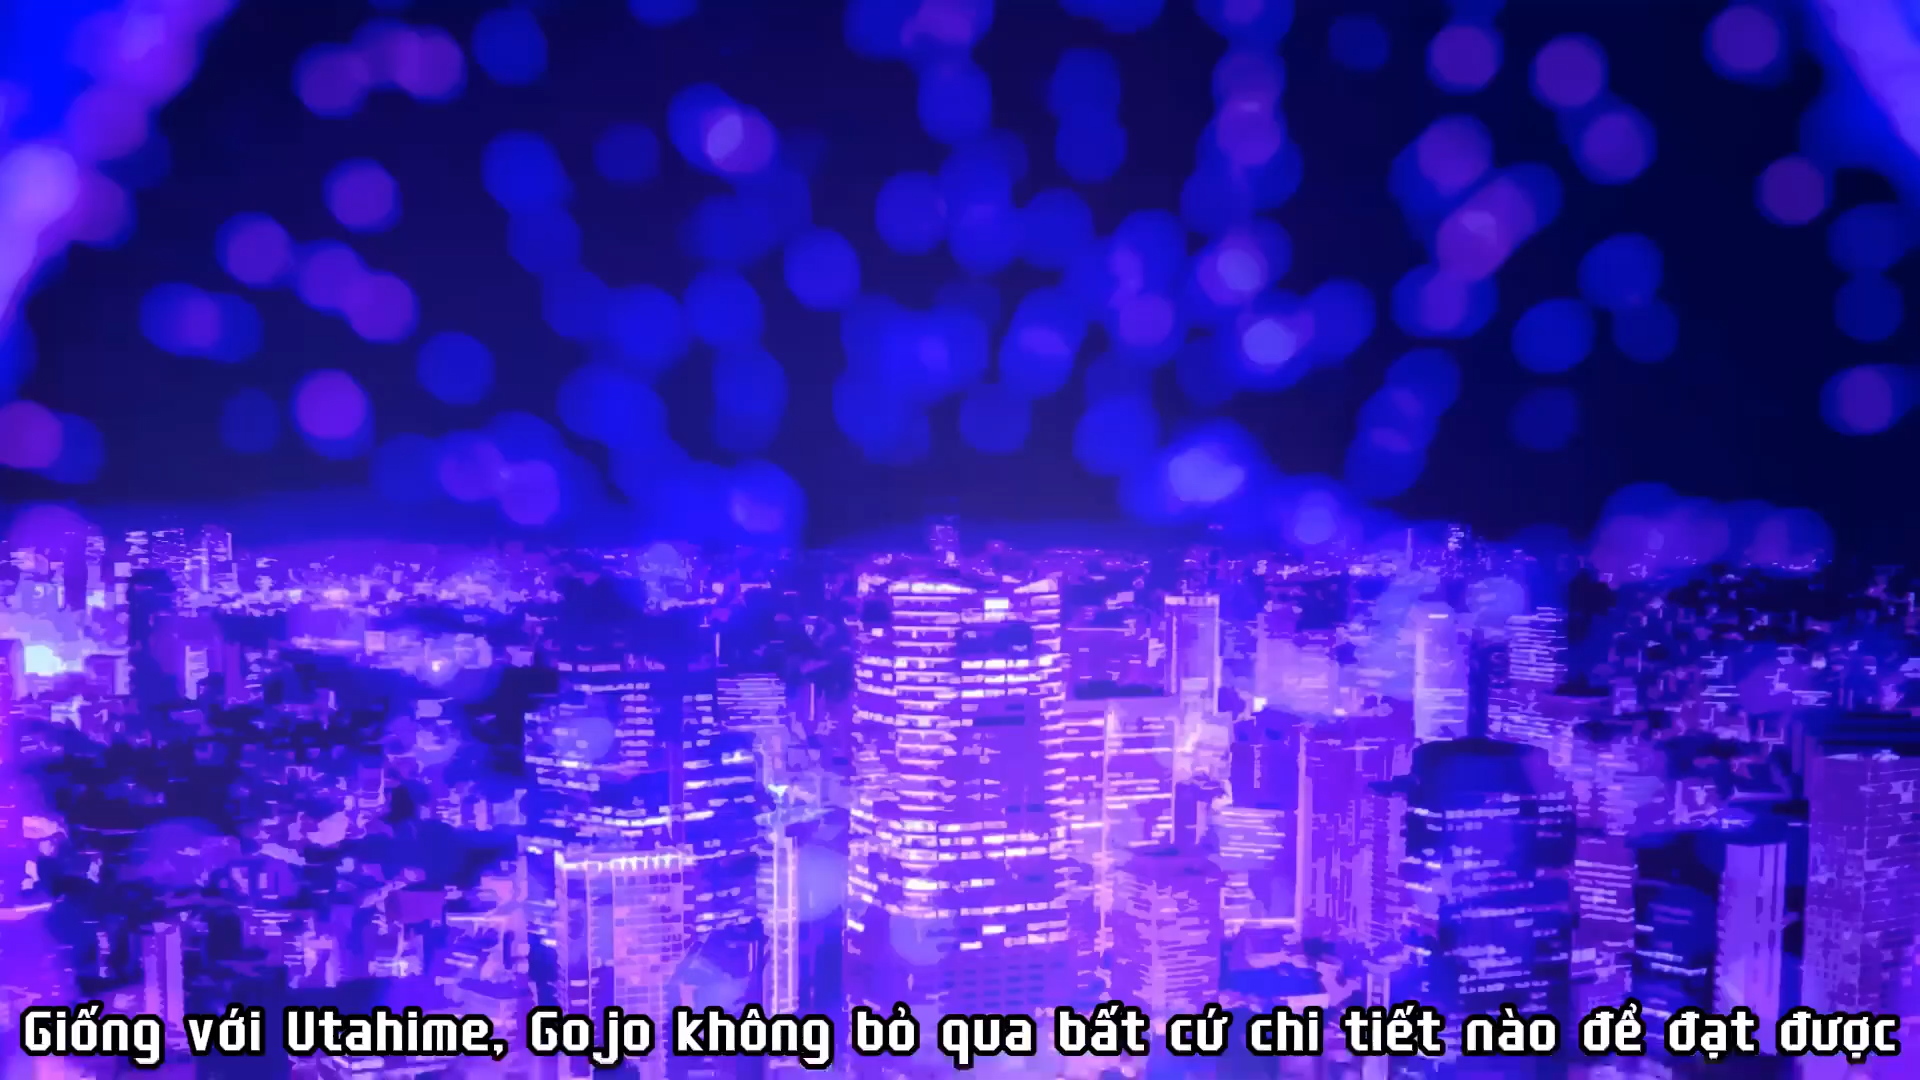 Giống với Utahime, Gojo không bỏ qua bất cứ chi tiết nào để đạt được